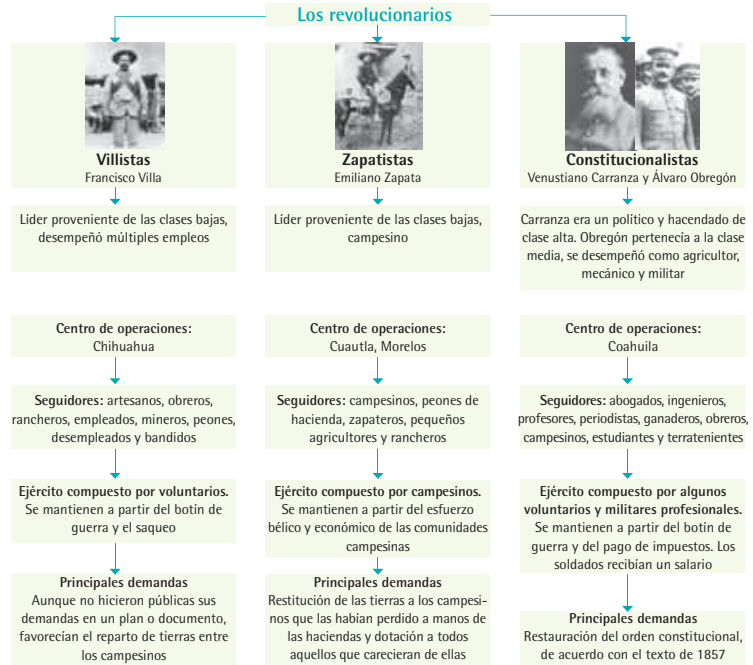 Los revolucionarios
Villistas
Francisco Villa
Líder proveniente de las clases bajas,
desempeñó múltiples empleos
Centro de operaciones:
Chihuahua
Seguidores: artesanos, obreros,
rancheros, empleados, mineros, peones,
desempleados y bandidos
Ejército compuesto por voluntarios.
Se mantienen a partir del botín de
guerra y el saqueo
Principales demandas
Aunque no hicieron públicas sus
demandas en un plan o documento,
favorecían el reparto de tierras entre
los campesinos
Zapatistas
Emiliano Zapata
Líder proveniente de las clases bajas,
campesino
Centro de operaciones:
Cuautla, Morelos
Seguidores: campesinos, peones de
hacienda, zapateros, pequeños
agricultores y rancheros
Ejército compuesto por campesinos.
Se mantienen a partir del esfuerzo
bélico y económico de las comunidades
campesinas
Principales demandas
Restitución de las tierras a los campesi-
nos que las habían perdido a manos de
las haciendas y dotación a todos
aquellos que carecieran de ellas
Constitucionalistas
Venustiano Carranza y Álvaro Obregón
Carranza era un político y hacendado de
clase alta. Obregón pertenecía a la clase
media, se desempeñó como agricultor,
mecánico y militar
Centro de operaciones:
Coahuila
Seguidores: abogados, ingenieros,
profesores, periodistas, ganaderos, obreros,
campesinos, estudiantes y terratenientes
Ejército compuesto por algunos
voluntarios y militares profesionales.
Se mantienen a partir del botín de
guerra y del pago de impuestos. Los
soldados recibían un salario
Principales demandas
Restauración del orden constitucional,
de acuerdo con el texto de 1857